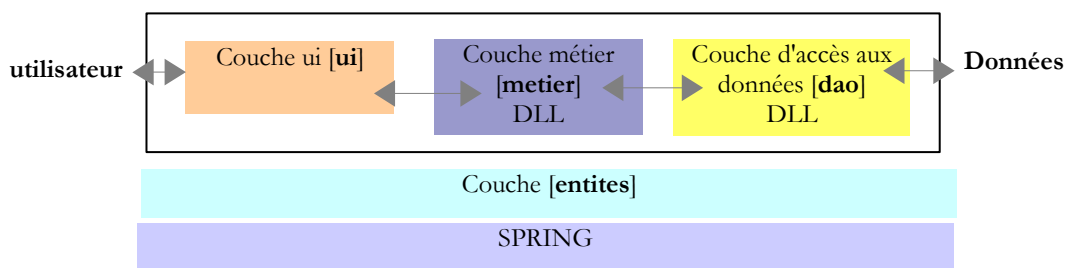 utilisateur
Couche ui [ui]
Couche métier
[metier]
DLL
Couche d'accès aux
données [dao]
DLL
Données
Couche [entites]
SPRING